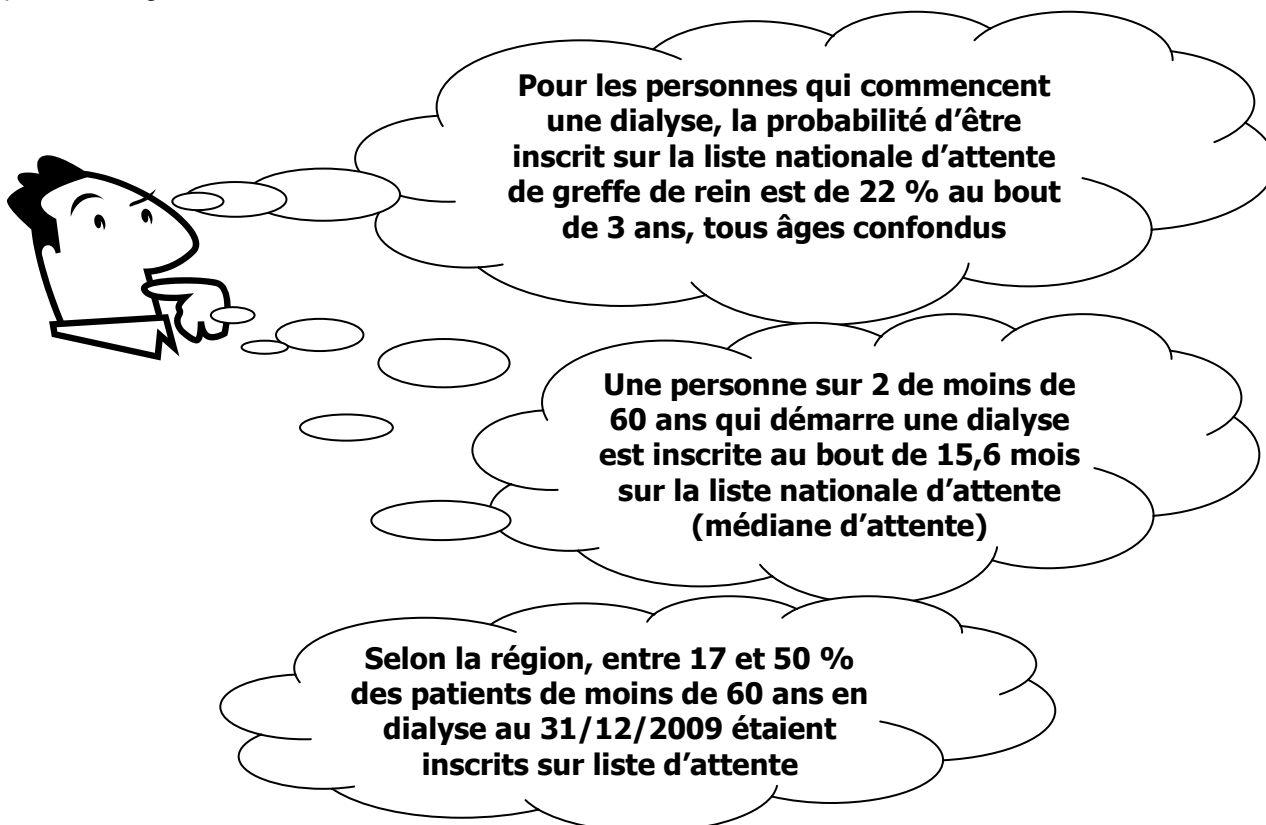 Pour les personnes qui commencent
une dialyse, la probabilité d’être
inscrit sur la liste nationale d’attente
de greffe de rein est de 22 % au bout
de 3 ans, tous âges confondus
Une personne sur 2 de moins de
60 ans qui démarre une dialyse
est inscrite au bout de 15,6 mois
sur la liste nationale d’attente
(médiane d’attente)
Selon la région, entre 17 et 50 %
des patients de moins de 60 ans en
dialyse au 31/12/2009 étaient
inscrits sur liste d’attente